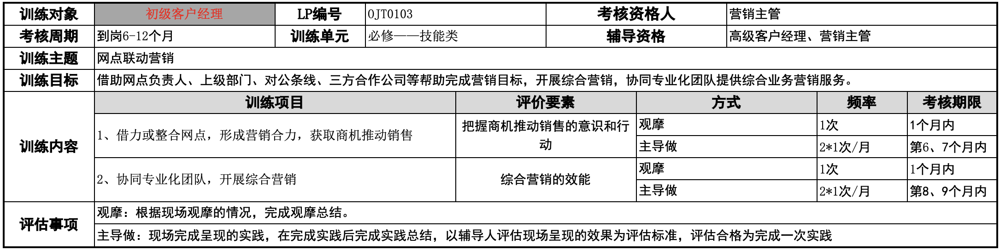 训练对象 初级客户经理 LP编号 OJT0103 考核资格人 营销主管
考核周期 到岗6-12个月 训练单元 必修——技能类 辅导资格 高级客户经理、营销主管
训练主题 网点联动营销
训练目标 借助网点负责人、上级部门、对公条线、三方合作公司等帮助完成营销目标，开展综合营销，协同专业化团队提供综合业务营销服务。
训练内容 训练项目 评价要素 方式 频率 考核期限
1、借力或整合网点，形成营销合力，获取商机推动销售 把握商机推动销售的意识和行
动
观摩 1次 1个月内
主导做 2*1次/月 第6、7个月内
2、协同专业化团队，开展综合营销 综合营销的效能
观摩 1次 1个月内
主导做 2*1次/月 第8、9个月内
评估事项 观摩：根据现场观摩的情况，完成观摩总结。
主导做：现场完成呈现的实践，在完成实践后完成实践总结，以辅导人评估现场呈现的效果为评估标准，评估合格为完成一次实践